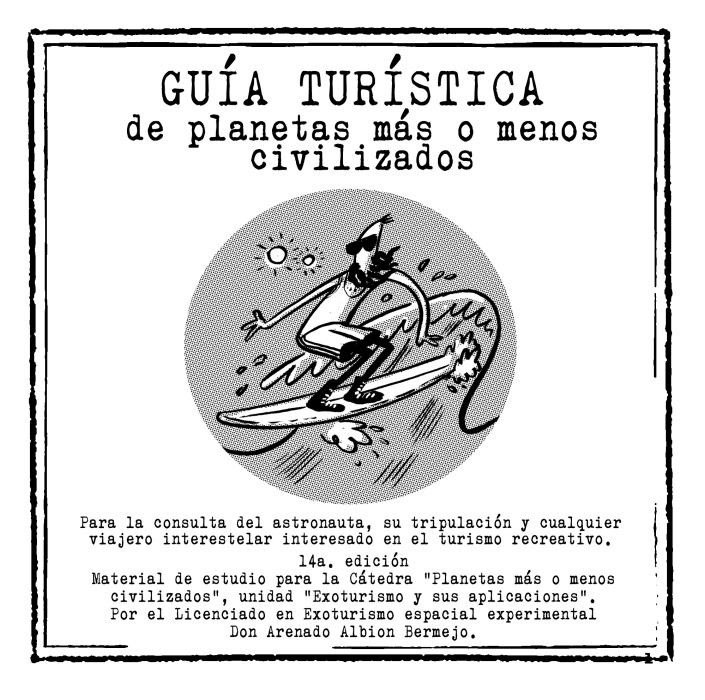 GUÍA TURÍSTICA
de planetas más o menos
civilizados
Para la consulta del astronauta, su tripulación y cualquier
viajero interestelar interesado en el turismo recreativo.
14a. edición
Material de estudio para la Cátedra "Planetas más o menos
civilizados", unidad "Exoturismo y sus aplicaciones".
Por el Licenciado en Exoturismo espacial experimental
Don Arenado Albion Bermejo.
1